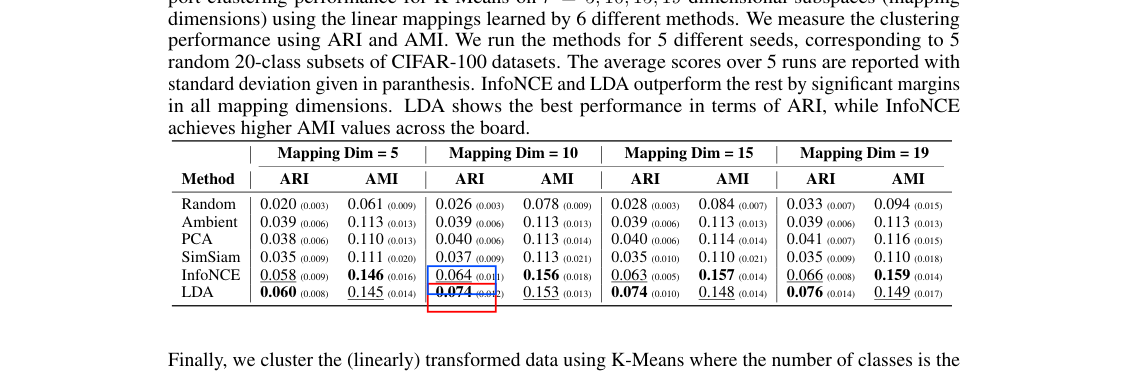 dimensions) using the linear mappings learned by 6 different methods. We measure the clustering
performance using ARI and AMI. We run the methods for 5 different seeds, corresponding to 5
random 20-class subsets of CIFAR-100 datasets. The average scores over 5 runs are reported with
standard deviation given in paranthesis. InfoNCE and LDA outperform the rest by significant margins
in all mapping dimensions. LDA shows the best performance in terms of ARI, while InfoNCE
achieves higher AMI values across the board.
Mapping Dim = 5 Mapping Dim = 10 Mapping Dim = 15 Mapping Dim = 19
Method ARI AMI ARI AMI ARI AMI ARI AMI
Random 0.020 (0.003) 0.061 (0.009) 0.026 (0.003) 0.078 (0.009) 0.028 (0.003) 0.084 (0.007) 0.033 (0.007) 0.094 (0.015)
Ambient 0.039 (0.006) 0.113 (0.013) 0.039 (0.006) 0.113 (0.013) 0.039 (0.006) 0.113 (0.013) 0.039 (0.006) 0.113 (0.013)
PCA 0.038 (0.006) 0.110 (0.013) 0.040 (0.006) 0.113 (0.014) 0.040 (0.006) 0.114 (0.014) 0.041 (0.007) 0.116 (0.015)
SimSiam 0.035 (0.009) 0.111 (0.020) 0.037 (0.009) 0.113 (0.021) 0.035 (0.010) 0.110 (0.021) 0.035 (0.009) 0.110 (0.018)
InfoNCE 0.058 (0.009) 0.146 (0.016) 0.064 (0.011) 0.156 (0.018) 0.063 (0.005) 0.157 (0.014) 0.066 (0.008) 0.159 (0.014)
LDA 0.060 (0.008) 0.145 (0.014) 0.074 (0.012) 0.153 (0.013) 0.074 (0.010) 0.148 (0.014) 0.076 (0.014) 0.149 (0.017)
Finally, we cluster the (linearly) transformed data using K-Means where the number of classes is the